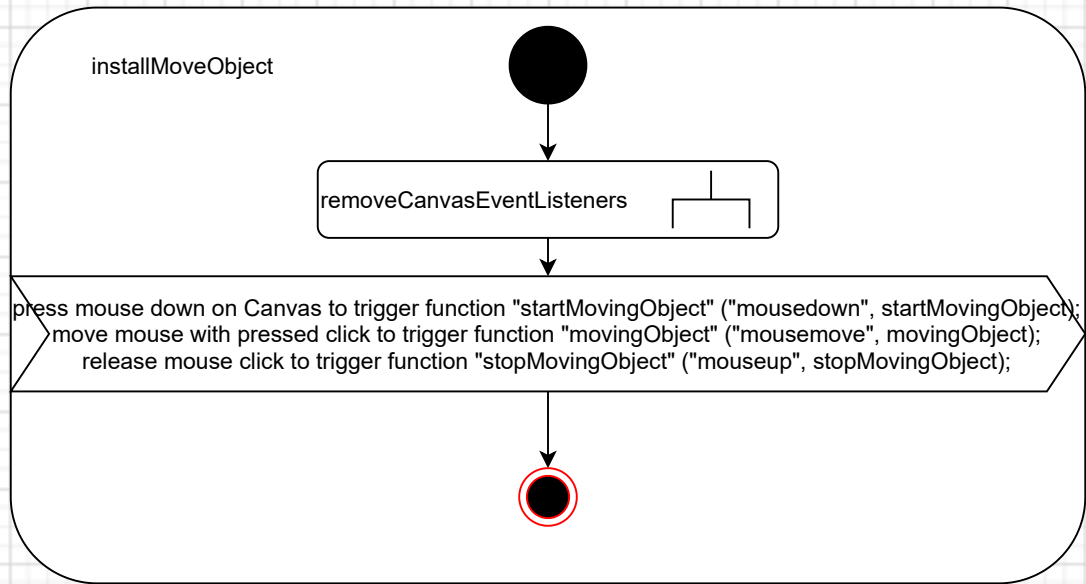 installMoveObject
removeCanvasEventListeners
press mouse down on Canvas to trigger function "startMovingObject" ("mousedown", startMovingObject);
move mouse with pressed click to trigger function "movingObject" ("mousemove", movingObject);
release mouse click to trigger function "stopMovingObject" ("mouseup", stopMovingObject);